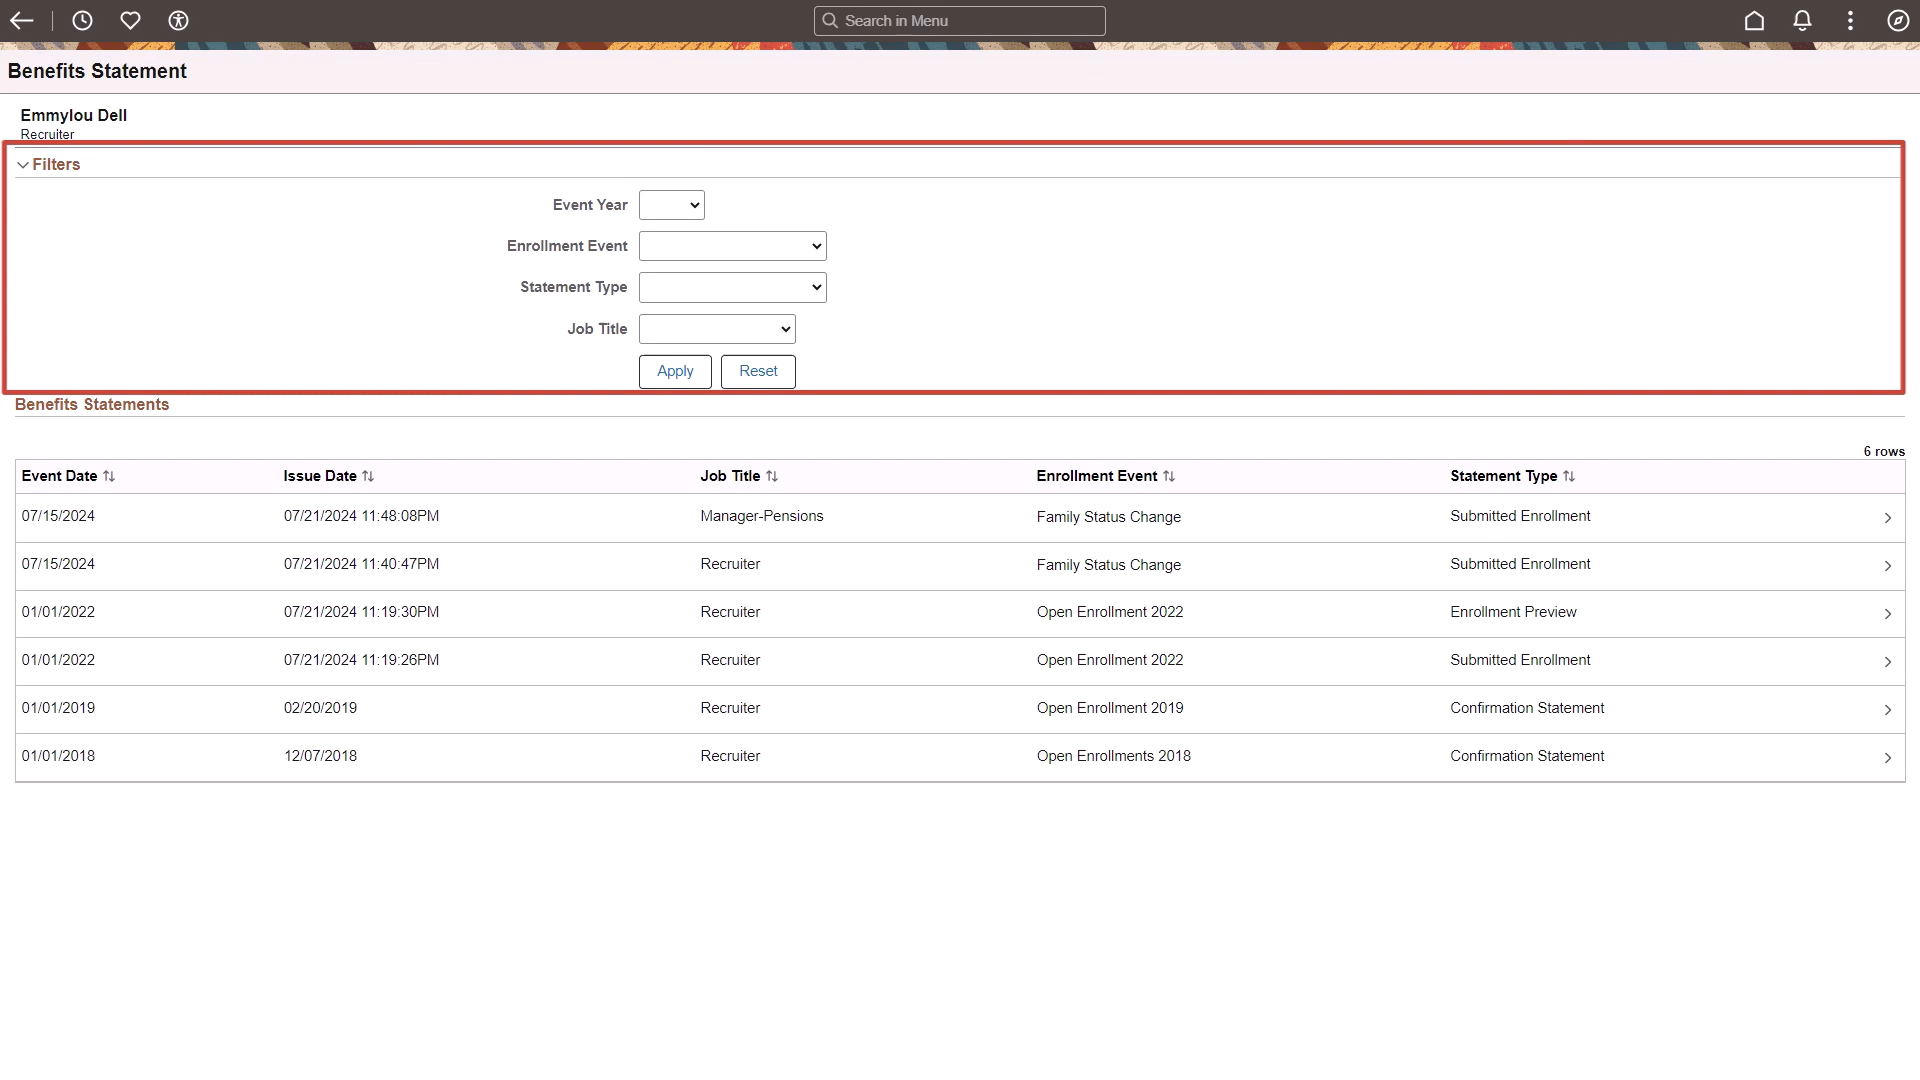 Search in Menu
Benefits Statement
Emmylou Dell
Recruiter
Filters
Event Year
Enrollment Event
Statement Type
Job Title
Apply Reset
Benefits Statements
6 rows
Event Date Issue Date Job Title Enrollment Event Statement Type
07/15/2024 07/21/2024 11:48:08PM Manager-Pensions Family Status Change Submitted Enrollment
07/15/2024 07/21/2024 11:40:47PM Recruiter Family Status Change Submitted Enrollment
01/01/2022 07/21/2024 11:19:30PM Recruiter Open Enrollment 2022 Enrollment Preview
01/01/2022 07/21/2024 11:19:26PM Recruiter Open Enrollment 2022 Submitted Enrollment
01/01/2019 02/20/2019 Recruiter Open Enrollment 2019 Confirmation Statement
01/01/2018 12/07/2018 Recruiter Open Enrollments 2018 Confirmation Statement